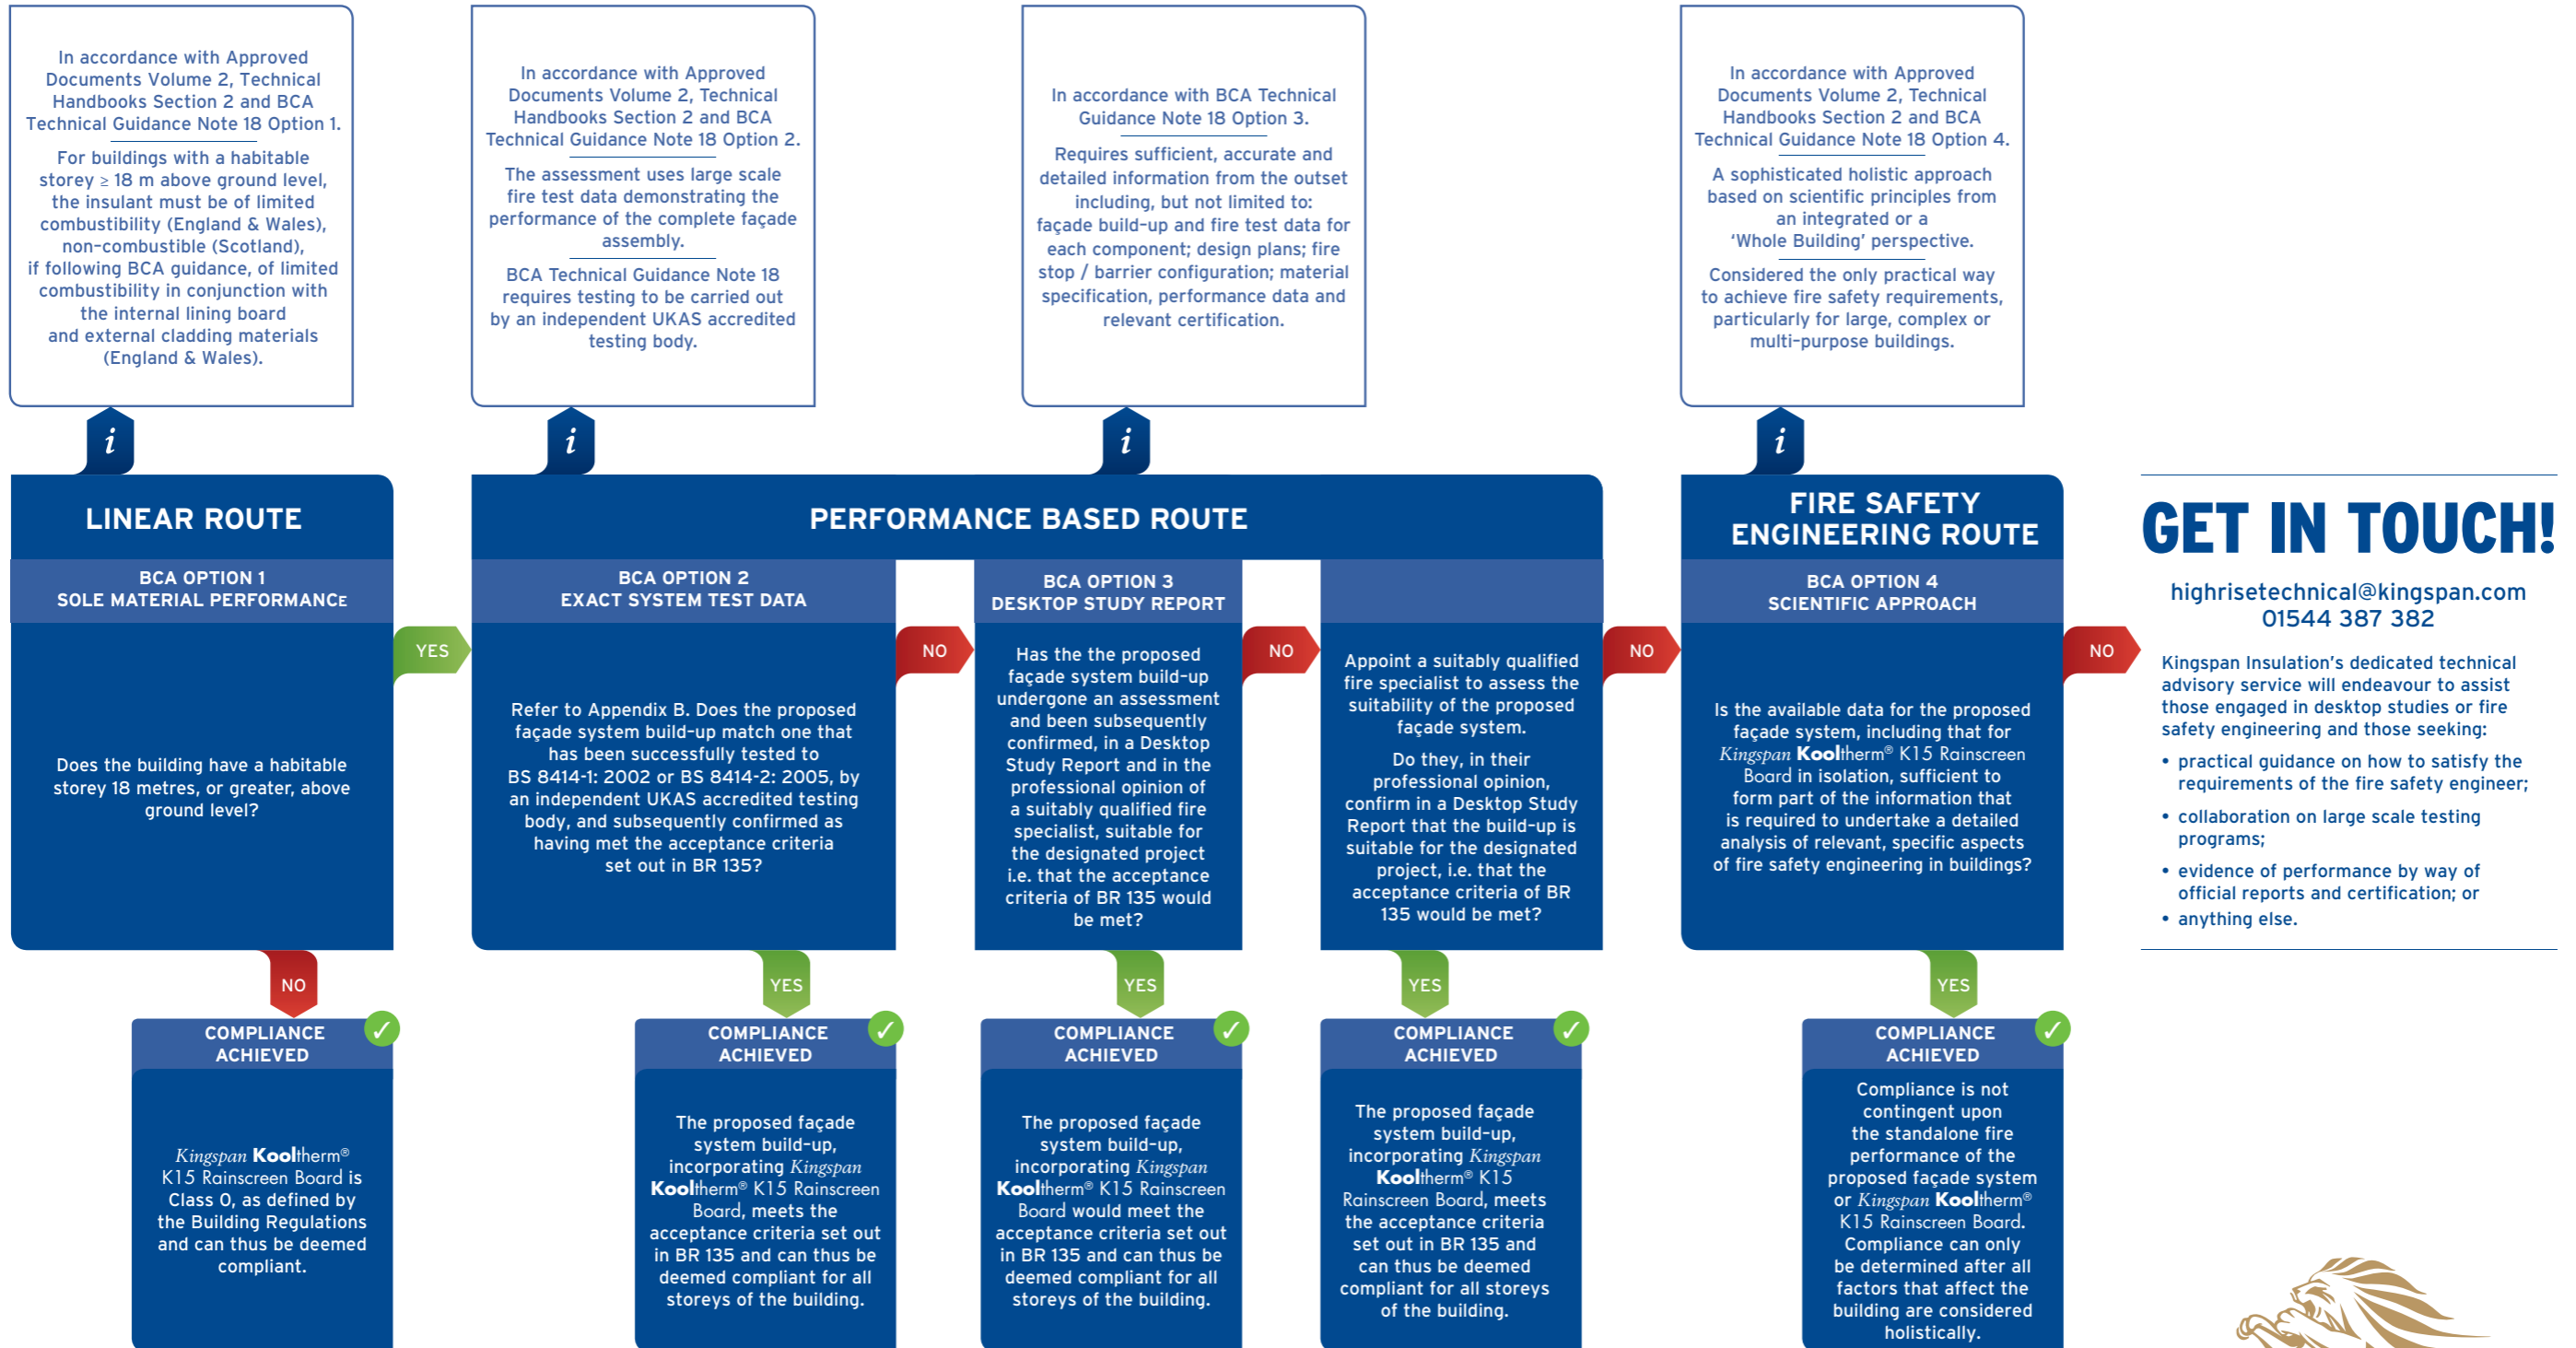 In accordance with Approved
Documents Volume 2, Technical
Handbooks Section 2 and BCA
Technical Guidance Note 18 Option 1.
For buildings with a habitable
storey ≥ 18 m above ground level,
the insulant must be of limited
combustibility (England & Wales),
non-combustible (Scotland),
if following BCA guidance, of limited
combustibility in conjunction with
the internal lining board
and external cladding materials
(England & Wales).
In accordance with Approved
Documents Volume 2, Technical
Handbooks Section 2 and BCA
Technical Guidance Note 18 Option 2.
The assessment uses large scale
fire test data demonstrating the
performance of the complete façade
assembly.
BCA Technical Guidance Note 18
requires testing to be carried out
by an independent UKAS accredited
testing body.
In accordance with BCA Technical
Guidance Note 18 Option 3.
Requires sufficient, accurate and
detailed information from the outset
including, but not limited to:
façade build-up and fire test data for
each component; design plans; fire
stop / barrier configuration; material
specification, performance data and
relevant certification.
In accordance with Approved
Documents Volume 2, Technical
Handbooks Section 2 and BCA
Technical Guidance Note 18 Option 4.
A sophisticated holistic approach
based on scientific principles from
an integrated or a
‘Whole Building’ perspective.
Considered the only practical way
to achieve fire safety requirements,
particularly for large, complex or
multi-purpose buildings.
i
i
i
i
LINEAR ROUTE
BCA OPTION 1
SOLE MATERIAL PERFORMANCE
Does the building have a habitable
storey 18 metres, or greater, above
ground level?
YES
NO
COMPLIANCE
ACHIEVED
✓
Kingspan Kooltherm®
K15 Rainscreen Board is
Class 0, as defined by
the Building Regulations
and can thus be deemed
compliant.
PERFORMANCE BASED ROUTE
BCA OPTION 2
EXACT SYSTEM TEST DATA
Refer to Appendix B. Does the proposed
façade system build-up match one that
has been successfully tested to
BS 8414-1: 2002 or BS 8414-2: 2005, by
an independent UKAS accredited testing
body, and subsequently confirmed as
having met the acceptance criteria
set out in BR 135?
NO
YES
COMPLIANCE
ACHIEVED
✓
The proposed façade
system build-up,
incorporating Kingspan
Kooltherm® K15 Rainscreen
Board, meets the
acceptance criteria set out
in BR 135 and can thus be
deemed compliant for all
storeys of the building.
BCA OPTION 3
DESKTOP STUDY REPORT
Has the the proposed
façade system build-up
undergone an assessment
and been subsequently
confirmed, in a Desktop
Study Report and in the
professional opinion of
a suitably qualified fire
specialist, suitable for
the designated project
i.e. that the acceptance
criteria of BR 135 would
be met?
NO
YES
COMPLIANCE
ACHIEVED
✓
The proposed façade
system build-up,
incorporating Kingspan
Kooltherm® K15 Rainscreen
Board would meet the
acceptance criteria set out
in BR 135 and can thus be
deemed compliant for all
storeys of the building.
Appoint a suitably qualified
fire specialist to assess the
suitability of the proposed
façade system.
Do they, in their
professional opinion,
confirm in a Desktop Study
Report that the build-up is
suitable for the designated
project, i.e. that the
acceptance criteria of BR
135 would be met?
NO
YES
COMPLIANCE
ACHIEVED
✓
The proposed façade
system build-up,
incorporating Kingspan
Kooltherm® K15
Rainscreen Board, meets
the acceptance criteria
set out in BR 135 and
can thus be deemed
compliant for all storeys
of the building.
FIRE SAFETY
ENGINEERING ROUTE
BCA OPTION 4
SCIENTIFIC APPROACH
Is the available data for the proposed
façade system, including that for
Kingspan Kooltherm® K15 Rainscreen
Board in isolation, sufficient to
form part of the information that
is required to undertake a detailed
analysis of relevant, specific aspects
of fire safety engineering in buildings?
NO
YES
COMPLIANCE
ACHIEVED
✓
Compliance is not
contingent upon
the standalone fire
performance of the
proposed façade system
or Kingspan Kooltherm®
K15 Rainscreen Board.
Compliance can only
be determined after all
factors that affect the
building are considered
holistically.
GET IN TOUCH!
highrisetechnical@kingspan.com
01544 387 382
Kingspan Insulation's dedicated technical
advisory service will endeavour to assist
those engaged in desktop studies or fire
safety engineering and those seeking:
• practical guidance on how to satisfy the
requirements of the fire safety engineer;
• collaboration on large scale testing
programs;
• evidence of performance by way of
official reports and certification; or
• anything else.